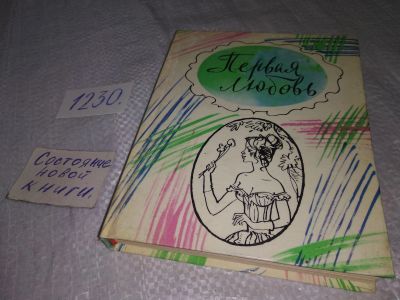 Первая
любовь
1230.
Состояние
новой
книги.